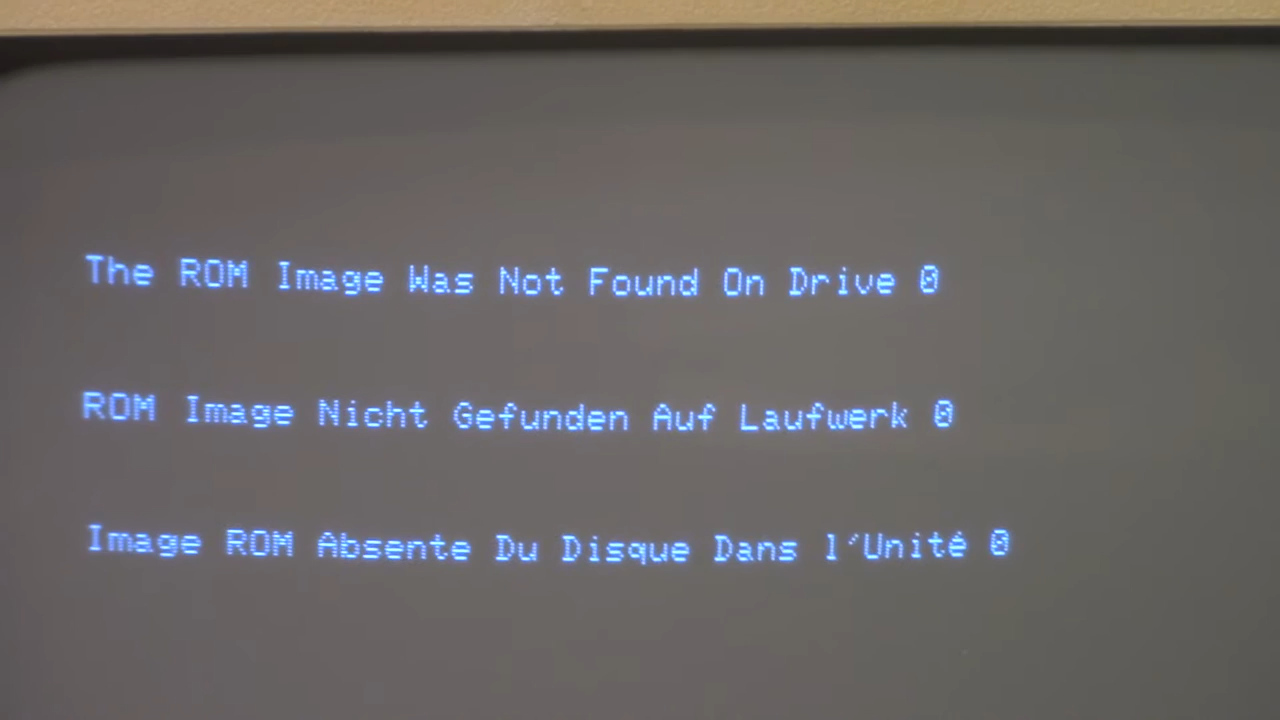 The ROM Image Was Not Found On Drive 0
ROM Image Nicht Gefunden Auf Laufwerk 0
Image ROM Absente Du Disque Dans l'Unité 0